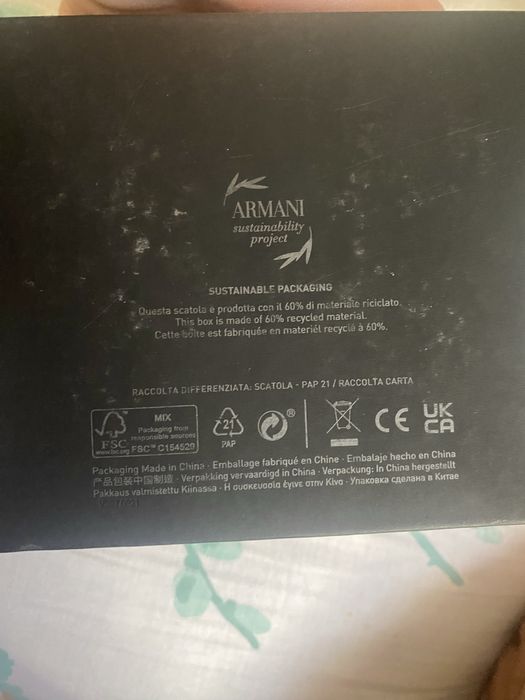 ARMANI
sustainability
project
SUSTAINABLE PACKAGING
Questa scatola è prodotta con il 60% di materiale riciclato.
This box is made of 60% recycled material.
Cette boîte est fabriquée en matériel recyclé à 60%.
RACCOLTA DIFFERENZIATA: SCATOLA - PAP 21 / RACCOLTA CARTA
MIX
Packaging from
responsible sources
FSC
www.fsc.org FSC™ C154529
21
PAP
®
CE
UK
CA
Packaging Made in China · Emballage fabriqué en Chine · Embalaje hecho en China
产品包装中国制造 · Verpakking vervaardigd in China · Verpackung: In China hergestellt
Pakkaus valmistettu Kiinassa · Η συσκευασία έγινε στην Κίνα · Упаковка сделана в Китае